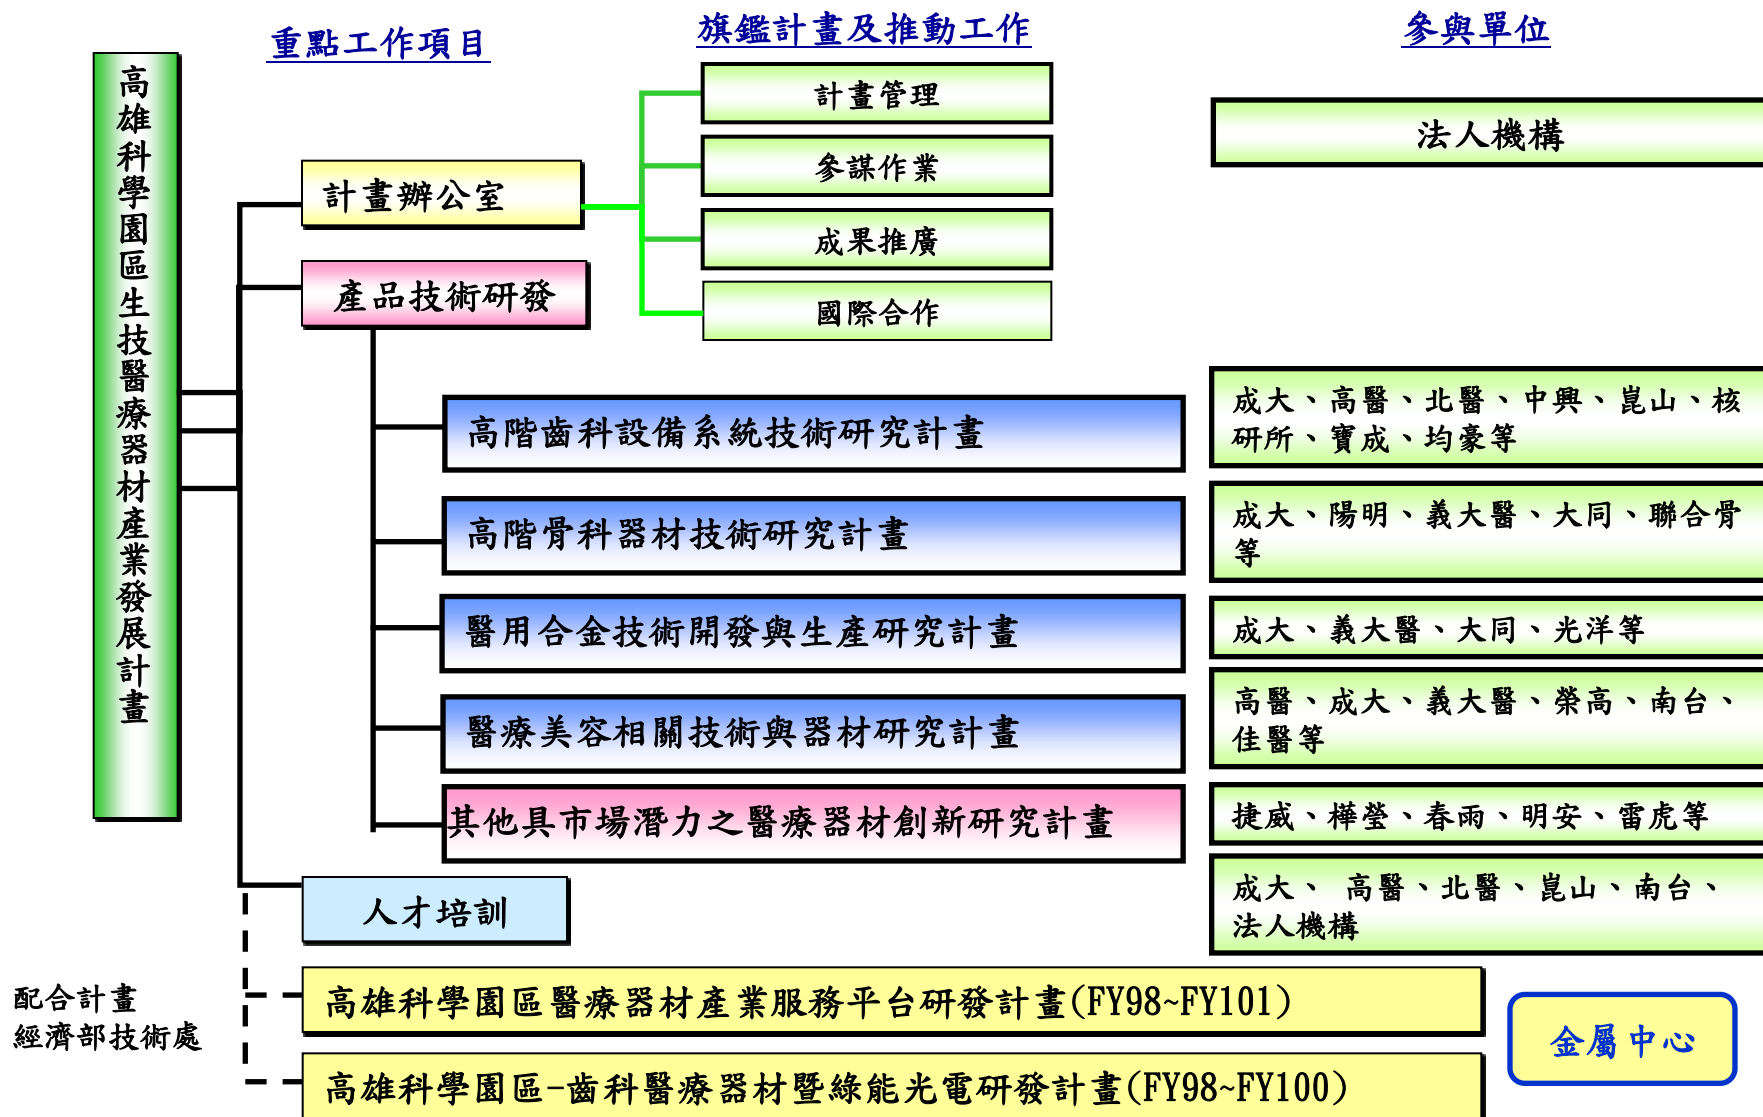 重點工作項目
旗鑑計畫及推動工作
參與單位
高雄科學園區生技醫療器材產業發展計畫
計畫辦公室
計畫管理
參謀作業
成果推廣
國際合作
法人機構
產品技術研發
高階齒科設備系統技術研究計畫
成大、高醫、北醫、中興、崑山、核
研所、寶成、均豪等
高階骨科器材技術研究計畫
成大、陽明、義大醫、大同、聯合骨
等
醫用合金技術開發與生產研究計畫
成大、義大醫、大同、光洋等
醫療美容相關技術與器材研究計畫
高醫、成大、義大醫、榮高、南台、
佳醫等
其他具市場潛力之醫療器材創新研究計畫
捷威、樺瑩、春雨、明安、雷虎等
人才培訓
成大、 高醫、北醫、崑山、南台、
法人機構
配合計畫
經濟部技術處
高雄科學園區醫療器材產業服務平台研發計畫(FY98~FY101)
高雄科學園區-齒科醫療器材暨綠能光電研發計畫(FY98~FY100)
金屬中心